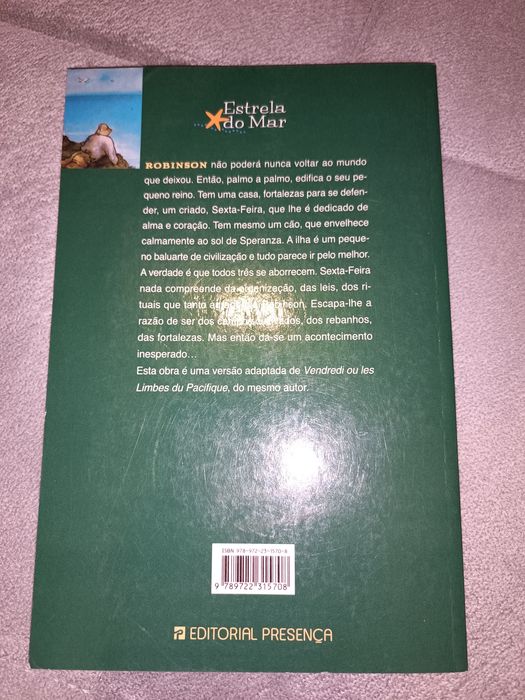 Estrela
do Mar
ROBINSON não poderá nunca voltar ao mundo
que deixou. Então, palmo a palmo, edifica o seu pe-
queno reino. Tem uma casa, fortalezas para se defen-
der, um criado, Sexta-Feira, que lhe é dedicado de
alma e coração. Tem mesmo um cão, que envelhece
calmamente ao sol de Speranza. A ilha é um peque-
no baluarte de civilização e tudo parece ir pelo melhor.
A verdade é que todos três se aborrecem. Sexta-Feira
nada compreende da organização, das leis, dos ri-
tuais que tanto Robinson. Escapa-lhe a
razão de ser dos campos cultivados, dos rebanhos,
das fortalezas. Mas então dá-se um acontecimento
inesperado...
Esta obra é uma versão adaptada de Vendredi ou les
Limbes du Pacifique, do mesmo autor.
ISBN 978-972-23-1570-8
9 789722 315708
EDITORIAL PRESENÇA